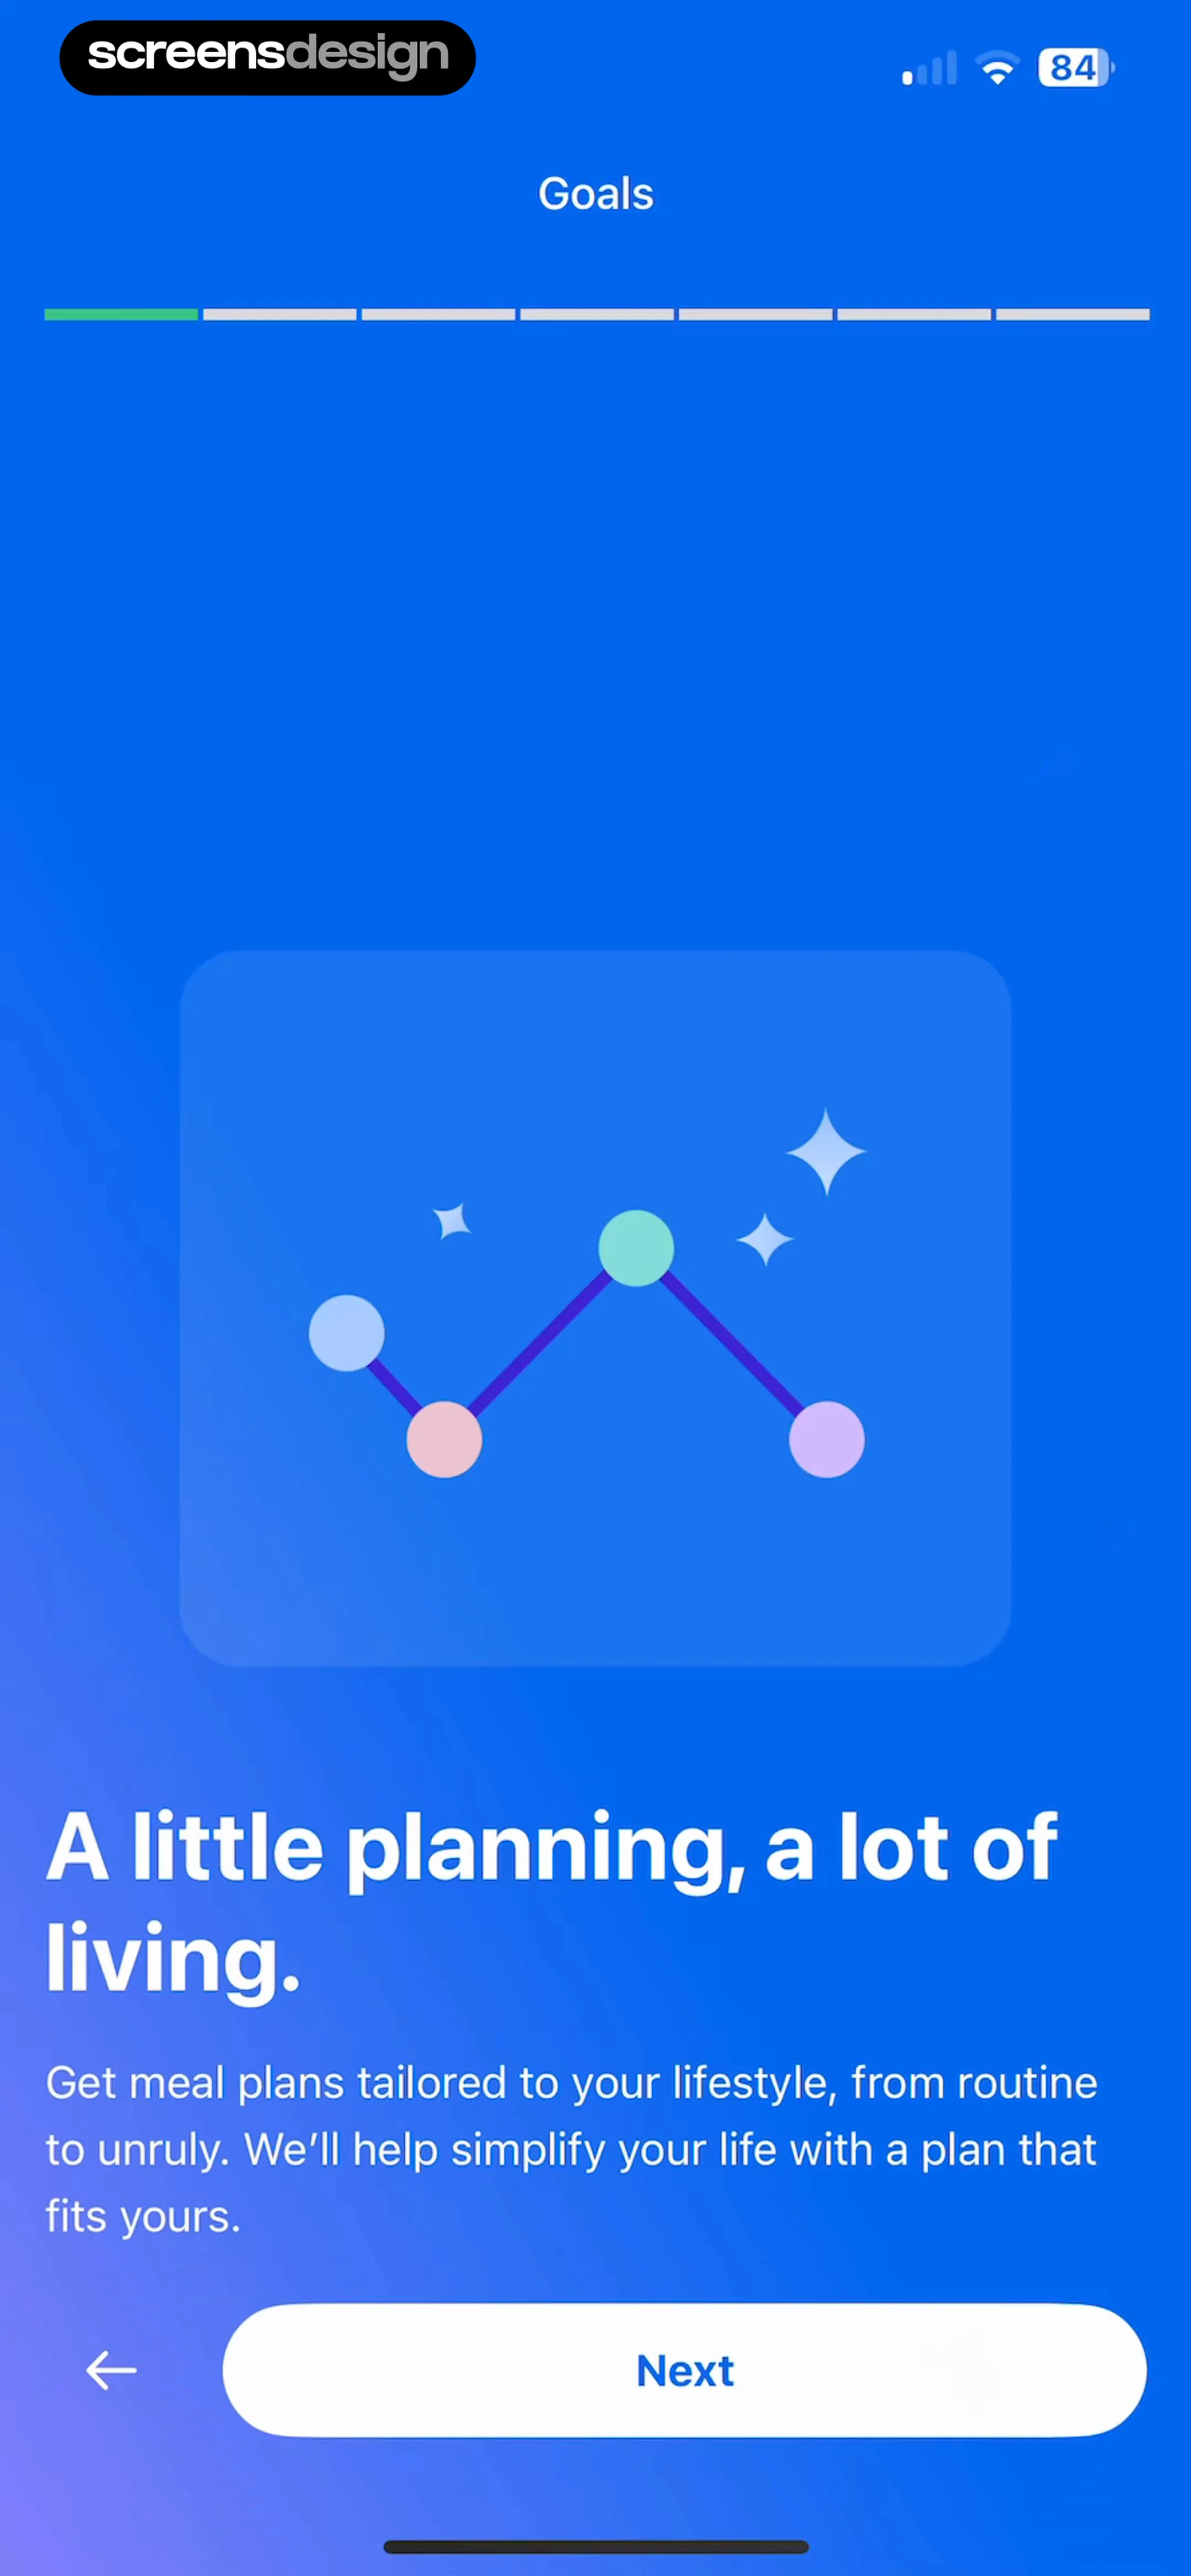 screensdesign
84
Goals
A little planning, a lot of
living.
Get meal plans tailored to your lifestyle, from routine
to unruly. We’ll help simplify your life with a plan that
fits yours.
Next